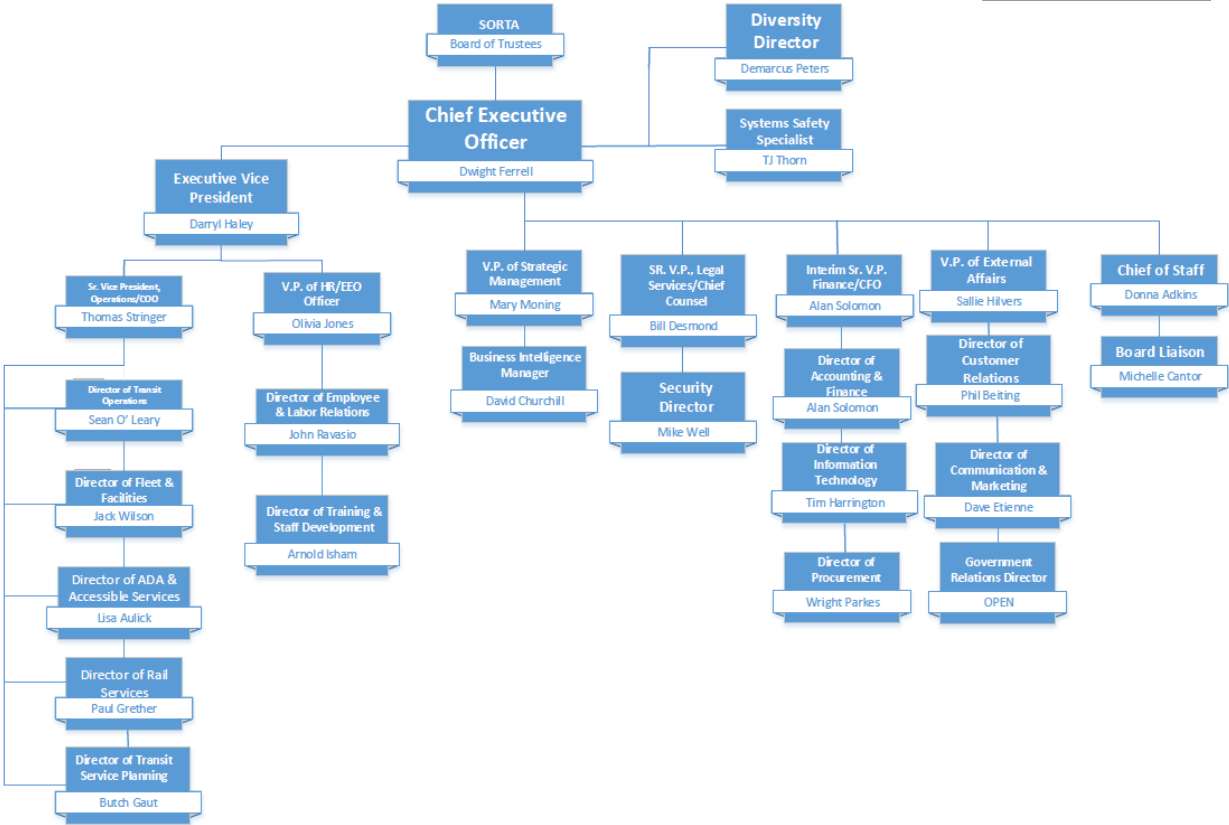 SORTA
Board of Trustees
Diversity
Director
Demarcus Peters
Chief Executive
Officer
Dwight Ferrell
Systems Safety
Specialist
TJ Thorn
Executive Vice
President
Darryl Haley
Sr. Vice President,
Operations/COO
Thomas Stringer
V.P. of HR/EEO
Officer
Olivia Jones
V.P. of Strategic
Management
Mary Moning
SR. V.P., Legal
Services/Chief
Counsel
Bill Desmond
Interim Sr. V.P.
Finance/CFO
Alan Solomon
V.P. of External
Affairs
Sallie Hilvers
Chief of Staff
Donna Adkins
Business Intelligence
Manager
David Churchill
Security
Director
Mike Well
Director of
Accounting &
Finance
Alan Solomon
Director of
Customer
Relations
Phil Beiting
Board Liaison
Michelle Cantor
Director of Transit
Operations
Sean O' Leary
Director of Employee
& Labor Relations
John Ravasio
Director of
Information
Technology
Tim Harrington
Director of
Communication &
Marketing
Dave Etienne
Director of Fleet &
Facilities
Jack Wilson
Director of Training &
Staff Development
Arnold Isham
Director of
Procurement
Wright Parkes
Government
Relations Director
OPEN
Director of ADA &
Accessible Services
Lisa Aulick
Director of Rail
Services
Paul Grether
Director of Transit
Service Planning
Butch Gaut